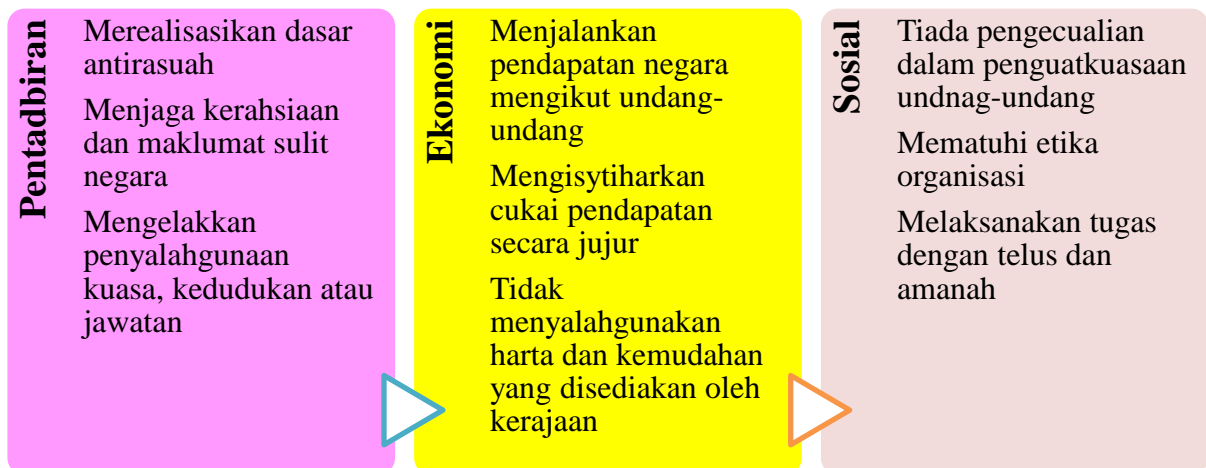 Pentadbiran
Merealisasikan dasar
antirasuah
Menjaga kerahsiaan
dan maklumat sulit
negara
Mengelakkan
penyalahgunaan
kuasa, kedudukan atau
jawatan
Ekonomi
Menjalankan
pendapatan negara
mengikut undang-
undang
Mengisytiharkan
cukai pendapatan
secara jujur
Tidak
menyalahgunakan
harta dan kemudahan
yang disediakan oleh
kerajaan
Sosial
Tiada pengecualian
dalam penguatkuasaan
undnag-undang
Mematuhi etika
organisasi
Melaksanakan tugas
dengan telus dan
amanah